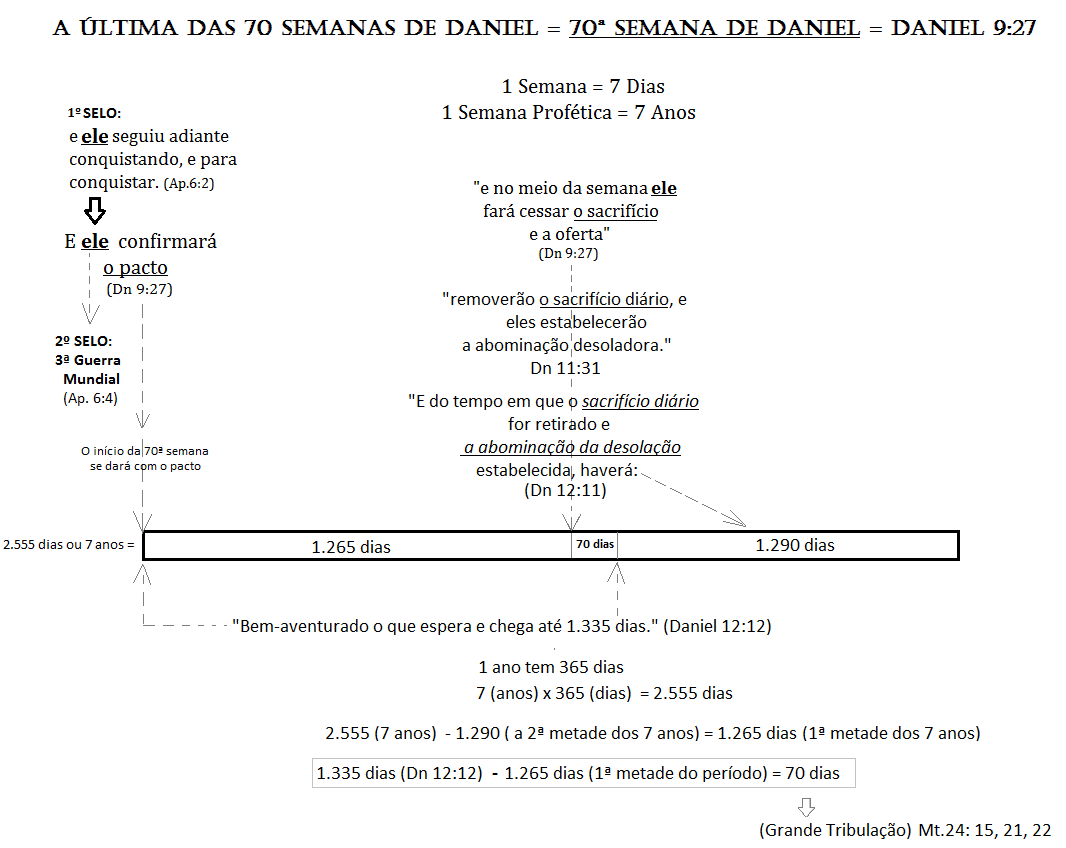 A ÚLTIMA DAS 70 SEMANAS DE DANIEL = 70ª SEMANA DE DANIEL = DANIEL 9:27
1 Semana = 7 Dias
1 Semana Profética = 7 Anos
1º SELO:
e ele seguiu adiante
conquistando, e para
conquistar. (Ap.6:2)
E ele confirmará
o pacto
(Dn 9:27)
2º SELO:
3ª Guerra
Mundial
(Ap. 6:4)
O início da 70ª semana
se dará com o pacto
"e no meio da semana ele
fará cessar o sacrifício
e a oferta"
(Dn 9:27)
"removerão o sacrifício diário, e
eles estabelecerão
a abominação desoladora."
Dn 11:31
"E do tempo em que o sacrifício diário
for retirado e
a abominação da desolação
estabelecida, haverá:
(Dn 12:11)
2.555 dias ou 7 anos =
1.265 dias
70 dias
1.290 dias
"Bem-aventurado o que espera e chega até 1.335 dias." (Daniel 12:12)
1 ano tem 365 dias
7 (anos) x 365 (dias) = 2.555 dias
2.555 (7 anos) - 1.290 ( a 2ª metade dos 7 anos) = 1.265 dias (1ª metade dos 7 anos)
1.335 dias (Dn 12:12) - 1.265 dias (1ª metade do período) = 70 dias
(Grande Tribulação) Mt.24: 15, 21, 22